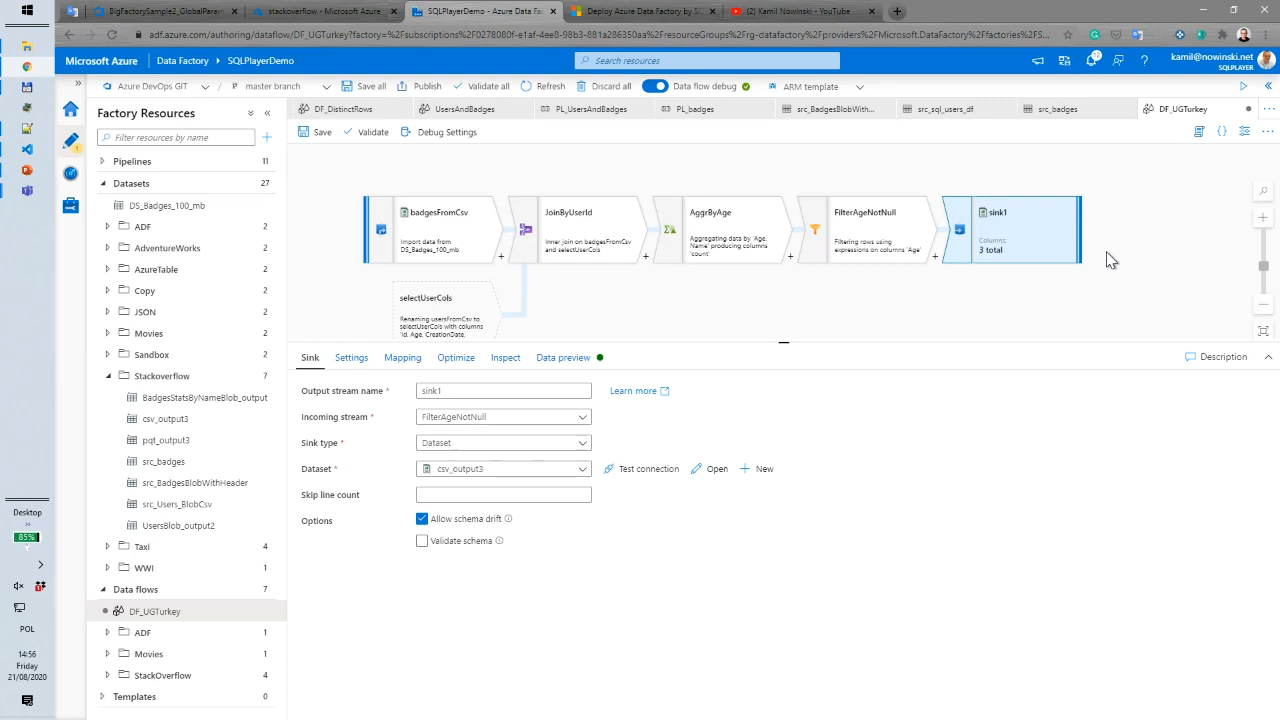 BigFactorySample2_GlobalParam
stackoverflow - Microsoft Azure
SQLPlayerDemo - Azure Data Fac
Deploy Azure Data Factory by SQ
(2) Kamil Nowinski - YouTube
adf.azure.com/authoring/dataflow/DF_UGTurkey?factory=%2Fsubscriptions%2F0278080f-e1af-4ee8-98b3-881a286350aa%2FresourceGroups%2Frg-datafactory%2Fproviders%2FMicrosoft.DataFactory%2Ffactories%2FS...
Microsoft Azure
Data Factory
SQLPlayerDemo
Search resources
12
kamil@nowinski.net
SQLPLAYER
Azure DevOps GIT
master branch
Save all
Publish
Validate all
Refresh
Discard all
Data flow debug
ARM template
Factory Resources
Filter resources by name
Pipelines 11
Datasets 27
DS_Badges_100_mb
ADF 2
AdventureWorks 2
AzureTable 2
Copy 2
JSON 2
Movies 2
Sandbox 2
Stackoverflow 7
BadgesStatsByNameBlob_output
csv_output3
pqt_output3
src_badges
src_BadgesBlobWithHeader
src_Users_BlobCsv
UsersBlob_output2
Taxi 4
WWI 1
Data flows 7
DF_UGTurkey
ADF 1
Movies 1
StackOverflow 4
Templates 0
DF_DistinctRows
UsersAndBadges
PL_UsersAndBadges
PL_badges
src_BadgesBlobWith...
src_sql_users_df
src_badges
DF_UGTurkey
Save
Validate
Debug Settings
badgesFromCsv
Import data from
DS_Badges_100_mb
JoinByUserId
Inner join on badgesFromCsv
and selectUserCols
AggrByAge
Aggregating data by 'Age,
Name' producing columns
'count'
FilterAgeNotNull
Filtering rows using
expressions on columns 'Age'
sink1
Columns:
3 total
selectUserCols
Renaming usersFromCsv to
selectUserCols with columns
'Id, Age, CreationDate,
Sink
Settings
Mapping
Optimize
Inspect
Data preview
Description
Output stream name *
sink1
Learn more
Incoming stream *
FilterAgeNotNull
Sink type *
Dataset
Dataset *
csv_output3
Test connection
Open
New
Skip line count
Options
Allow schema drift
Validate schema
Desktop
85%
POL
14:56
Friday
21/08/2020